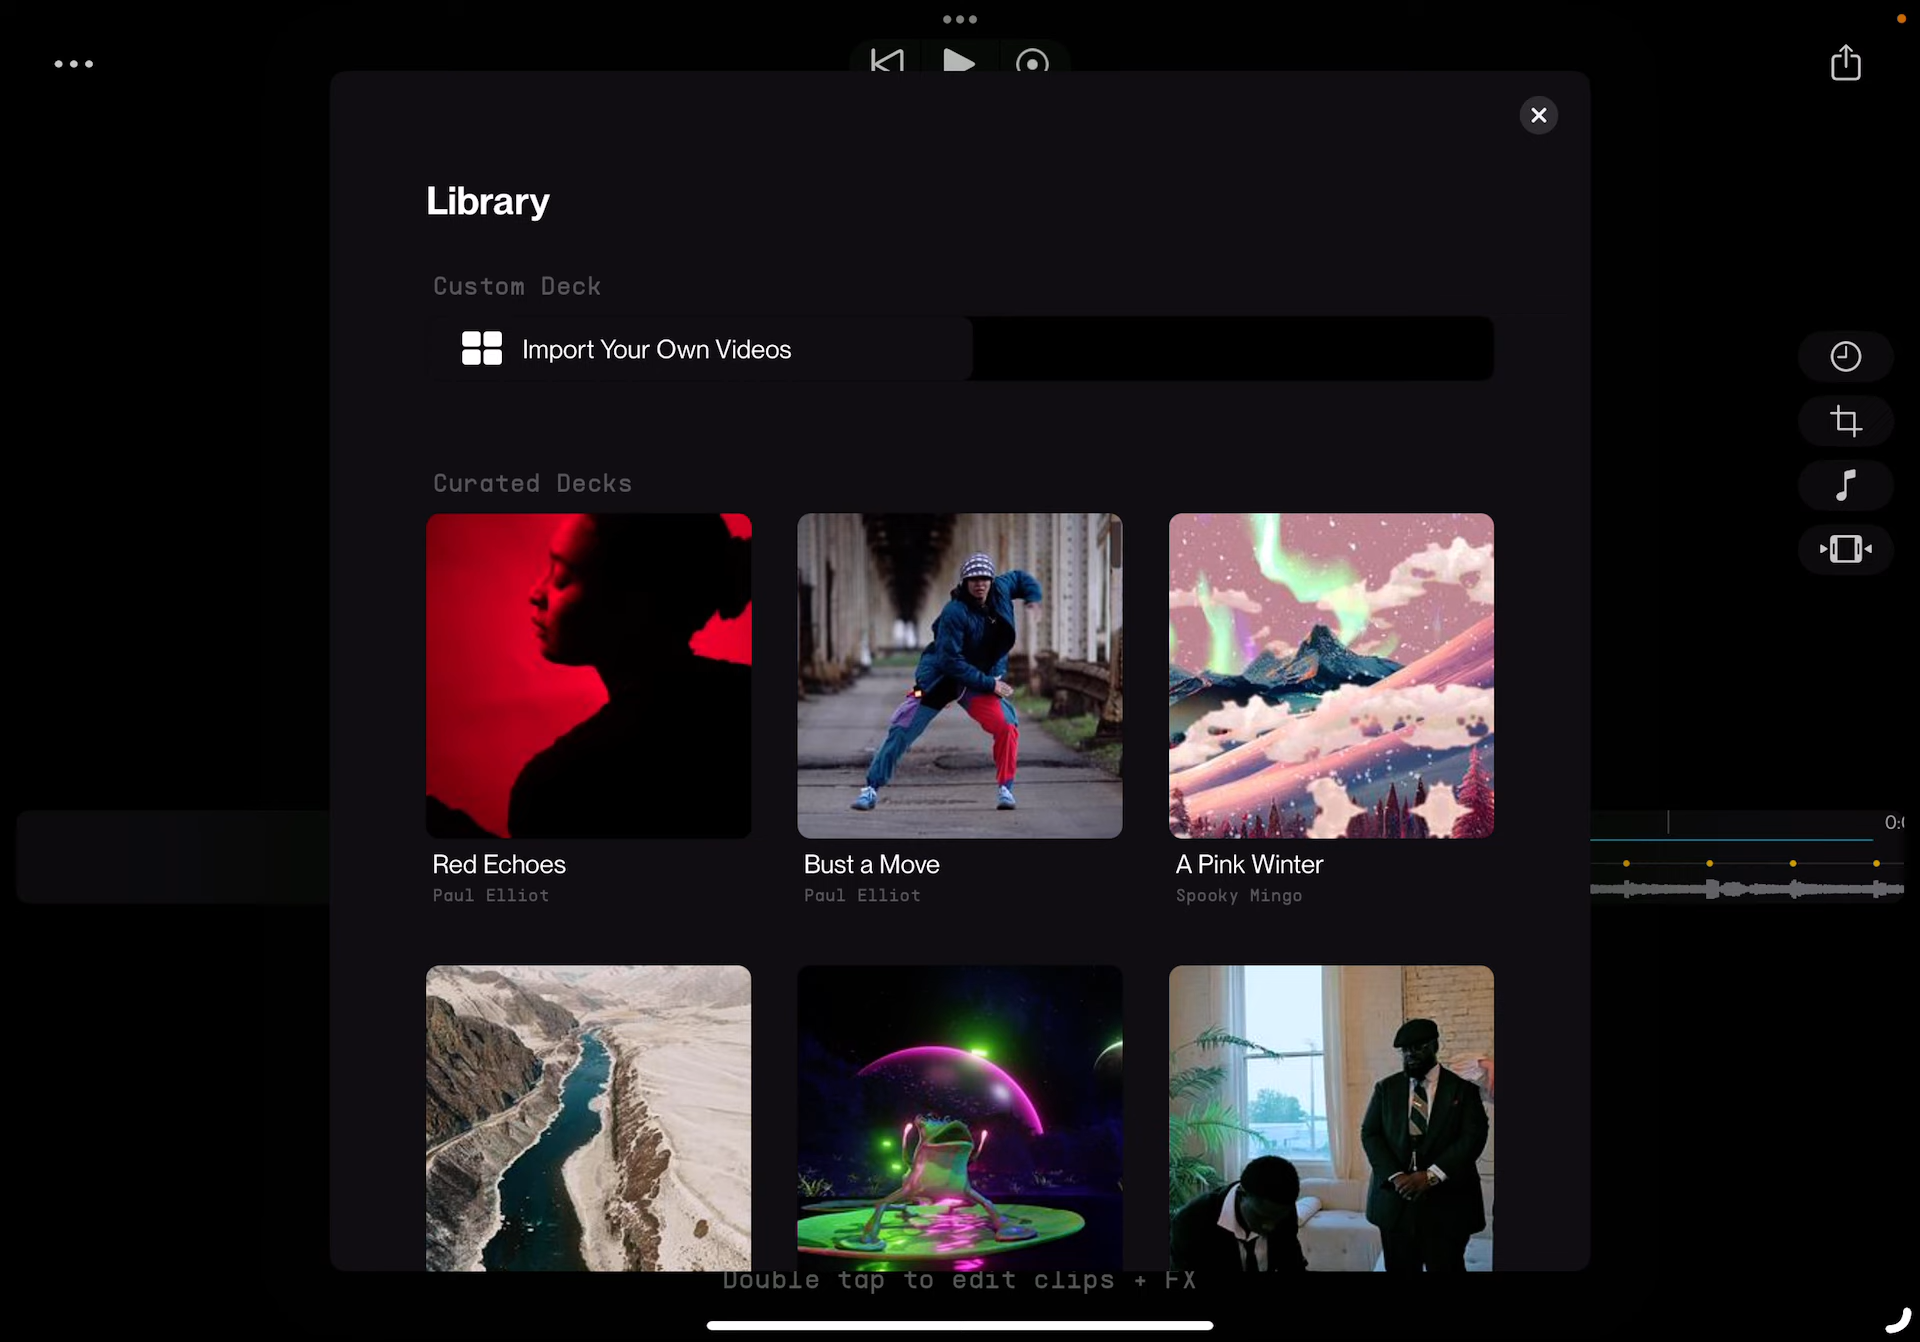 Library
Custom Deck
Import Your Own Videos
Curated Decks
Red Echoes
Paul Elliot
Bust a Move
Paul Elliot
A Pink Winter
Spooky Mingo
0:
Double tap to edit clips + FX